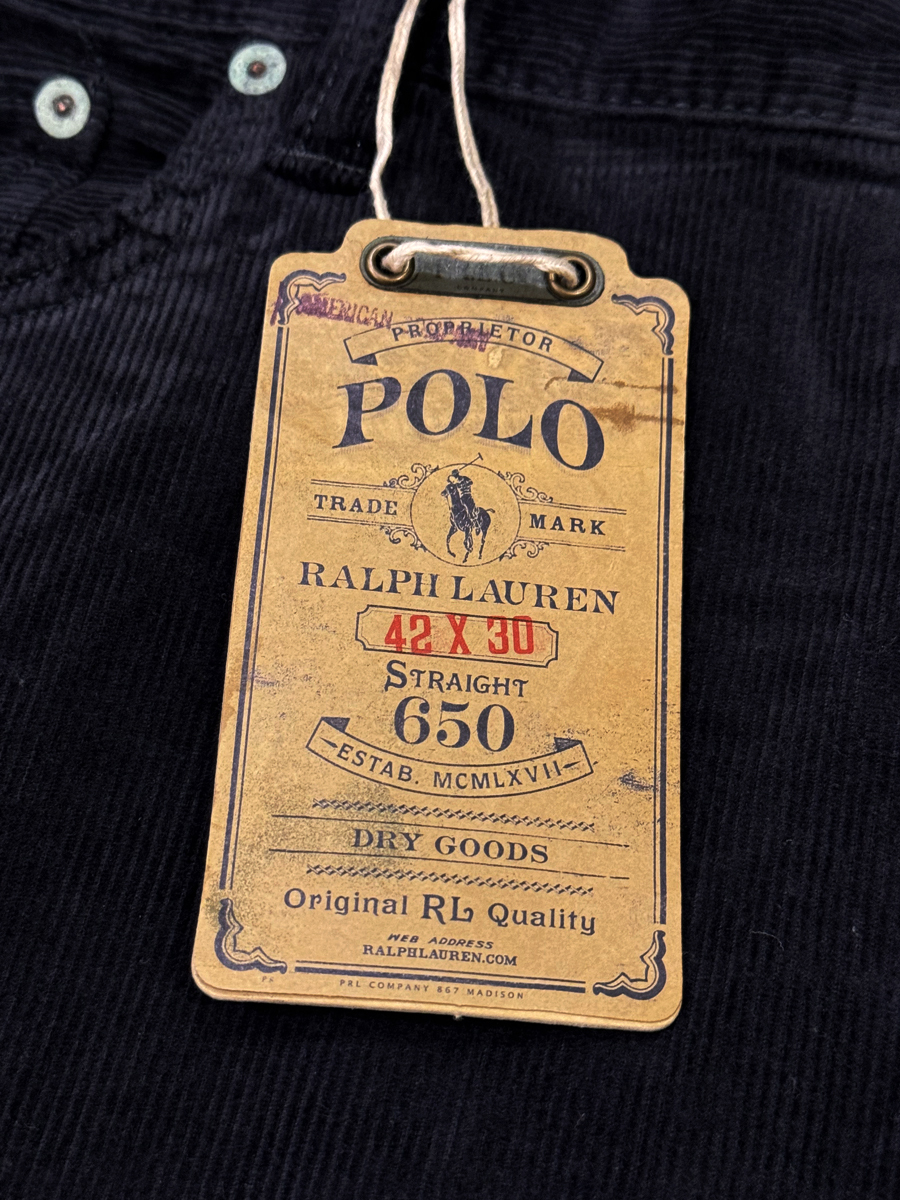 AMERICAN
PROPRIETOR
POLO
TRADE MARK
RALPH LAUREN
42 X 30
STRAIGHT
650
—ESTAB. MCMLXVII—
DRY GOODS
Original RL Quality
WEB ADDRESS
RALPHLAUREN.COM
PRL COMPANY 867 MADISON